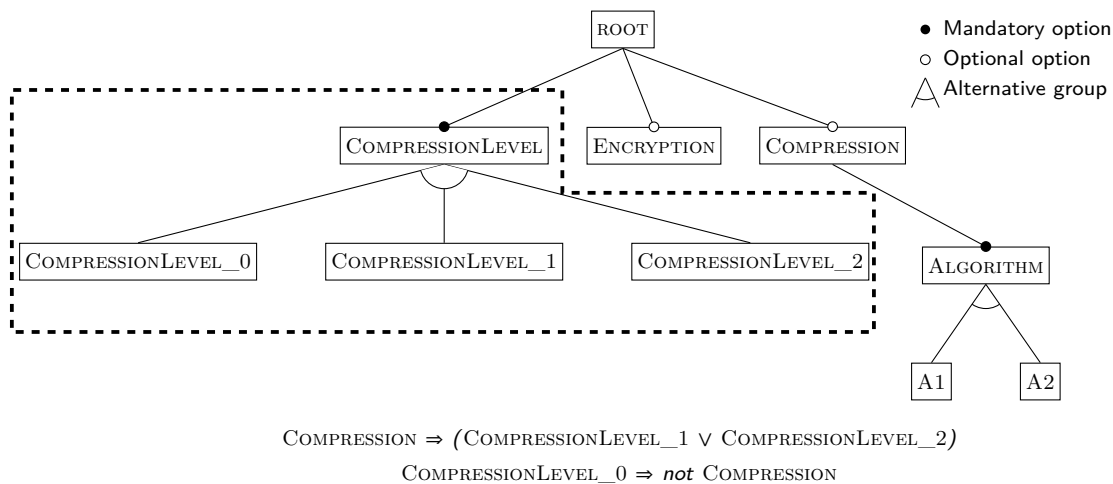 ROOT
Mandatory option
Optional option
Alternative group
COMPRESSIONLEVEL
ENCRYPTION
COMPRESSION
COMPRESSIONLEVEL_0
COMPRESSIONLEVEL_1
COMPRESSIONLEVEL_2
ALGORITHM
A1
A2
COMPRESSION ⇒ (COMPRESSIONLEVEL_1 ∨ COMPRESSIONLEVEL_2)
COMPRESSIONLEVEL_0 ⇒ not COMPRESSION